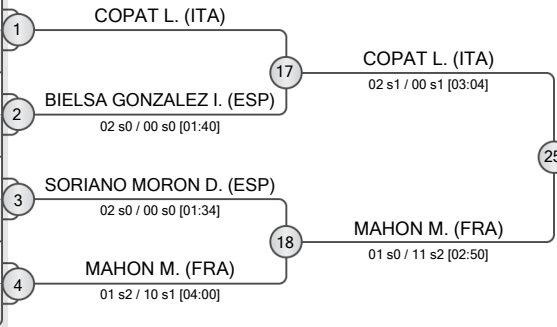 1
COPAT L. (ITA)
17
COPAT L. (ITA)
02 s1 / 00 s1 [03:04]
2
BIELSA GONZALEZ I. (ESP)
02 s0 / 00 s0 [01:40]
25
3
SORIANO MORON D. (ESP)
02 s0 / 00 s0 [01:34]
18
MAHON M. (FRA)
01 s0 / 11 s2 [02:50]
4
MAHON M. (FRA)
01 s2 / 10 s1 [04:00]